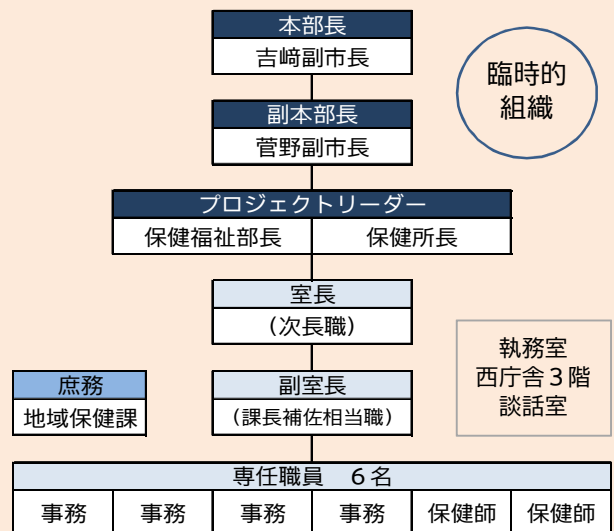 本部長
吉﨑副市長
臨時的
組織
副本部長
菅野副市長
プロジェクトリーダー
保健福祉部長 保健所長
室長
(次長職)
執務室
西庁舎3階
談話室
庶務
地域保健課
副室長
(課長補佐相当職)
専任職員 6名
事務 事務 事務 事務 保健師 保健師